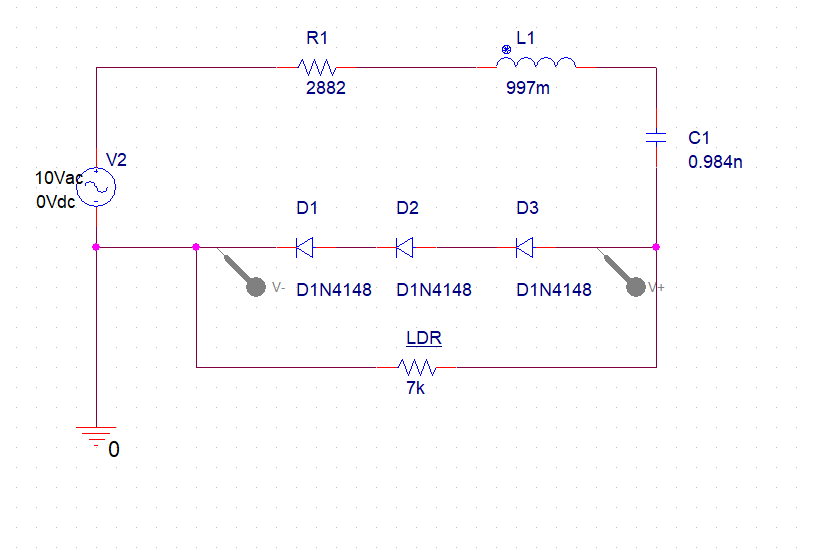 R1
L1
2882
997m
V2
10Vac
0Vdc
C1
0.984n
D1
D2
D3
V-
D1N4148
D1N4148
D1N4148
V+
LDR
7k
0